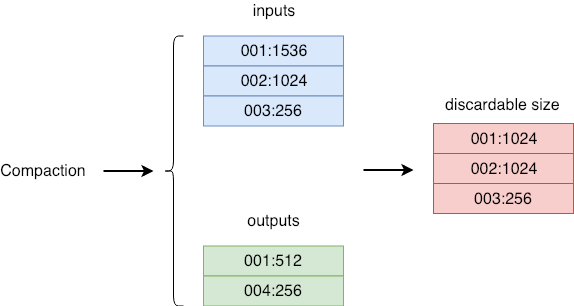 inputs
001:1536
002:1024
003:256
Compaction
outputs
001:512
004:256
discardable size
001:1024
002:1024
003:256